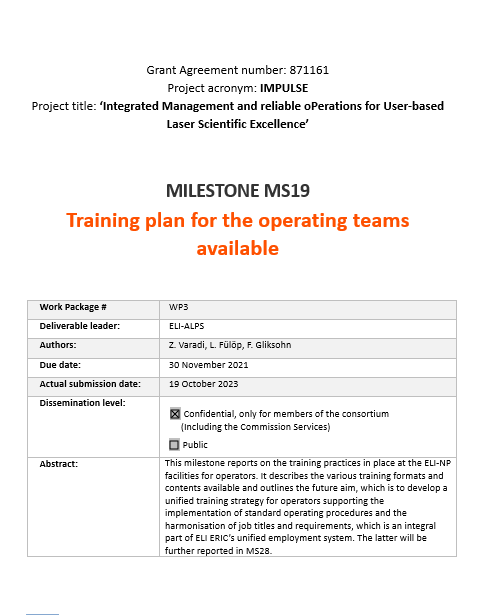 Grant Agreement number: 871161
Project acronym: IMPULSE
Project title: ‘Integrated Management and reliable oPerations for User-based
Laser Scientific Excellence’
MILESTONE MS19
Training plan for the operating teams
available
Work Package # WP3
Deliverable leader: ELI-ALPS
Authors: Z. Varadi, L. Fülöp, F. Gliksohn
Due date: 30 November 2021
Actual submission date: 19 October 2023
Dissemination level:
Confidential, only for members of the consortium
(Including the Commission Services)
Public
Abstract: This milestone reports on the training practices in place at the ELI-NP
facilities for operators. It describes the various training formats and
contents available and outlines the future aim, which is to develop a
unified training strategy for operators supporting the
implementation of standard operating procedures and the
harmonisation of job titles and requirements, which is an integral
part of ELI ERIC’s unified employment system. The latter will be
further reported in MS28.